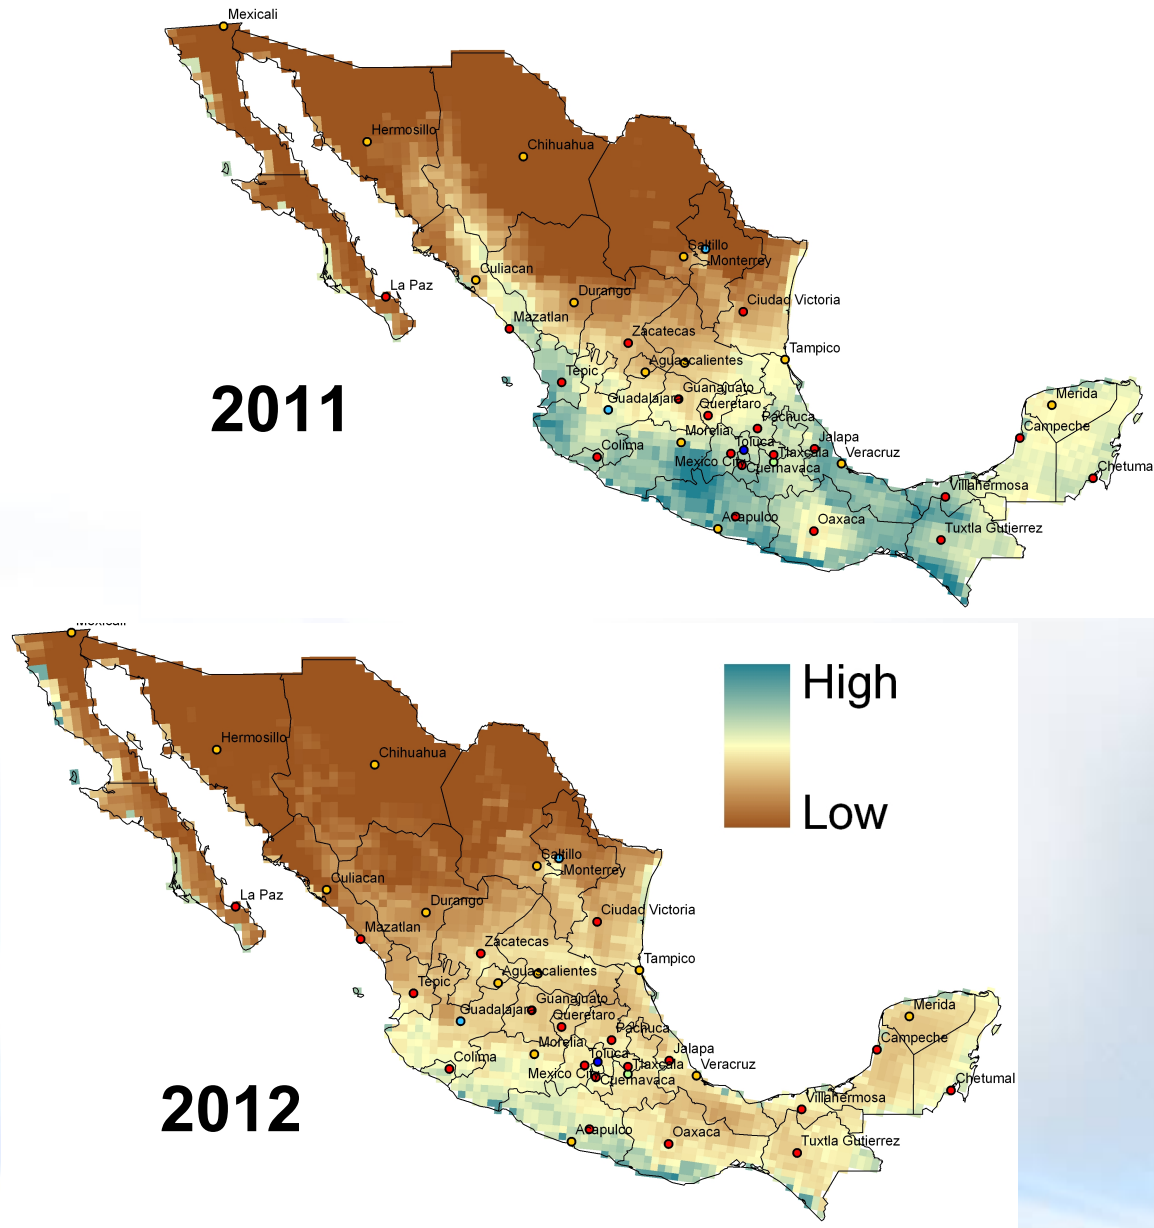 Mexicali
Hermosillo
Chihuahua
Saltillo
Monterrey
Culiacan
La Paz
Durango
Ciudad Victoria
Mazatlan
Zacatecas
Tampico
Aguascalientes
Tepic
2011
Guanajuato
Guadalajara
Queretaro
Merida
Pachuca
Campeche
Morelia
Jalapa
Colima
Toluca
Tlaxcala
Veracruz
Mexico City
Cuernavaca
Chetuma
Villahermosa
Acapulco
Oaxaca
Tuxtla Gutierrez
Mexicali
High
Hermosillo
Chihuahua
Low
Saltillo
Monterrey
Culiacan
La Paz
Durango
Ciudad Victoria
Mazatlan
Zacatecas
Tampico
Aguascalientes
Tepic
Guanajuato
Guadalajara
Queretaro
Merida
Pachuca
Campeche
Morelia
Jalapa
Colima
Toluca
Tlaxcala
Veracruz
Mexico City
Cuernavaca
Chetumal
Villahermosa
2012
Acapulco
Oaxaca
Tuxtla Gutierrez